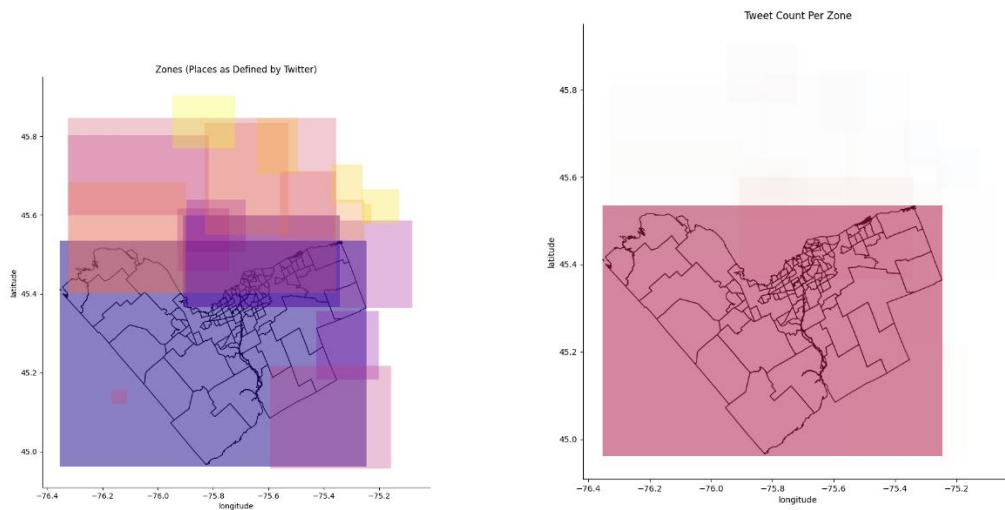 Zones (Places as Defined by Twitter)
latitude
45.8
45.6
45.4
45.2
45.0
−76.4 −76.2 −76.0 −75.8 −75.6 −75.4 −75.2
longitude
Tweet Count Per Zone
latitude
45.8
45.6
45.4
45.2
45.0
−76.4 −76.2 −76.0 −75.8 −75.6 −75.4 −75.2
longitude